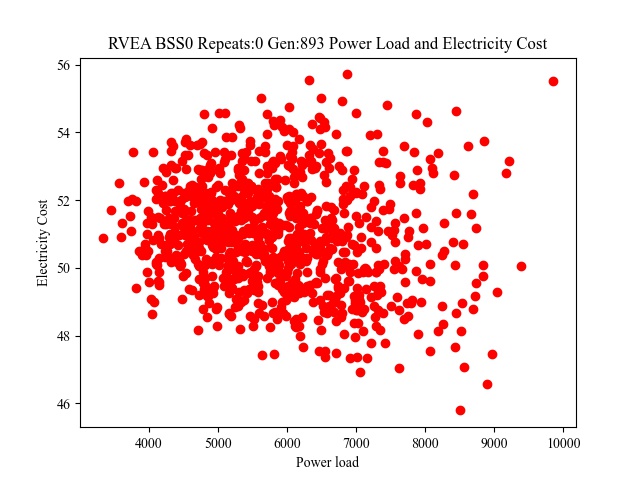 RVEA BSS0 Repeats:0 Gen:893 Power Load and Electricity Cost
56
54
52
50
48
46
Electricity Cost
4000 5000 6000 7000 8000 9000 10000
Power load